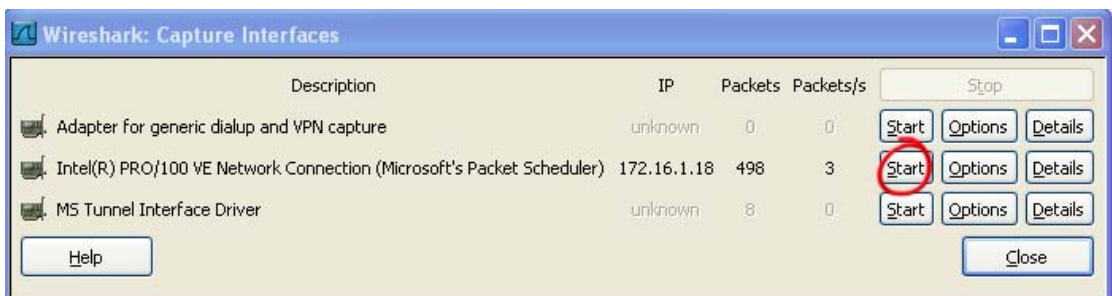 Wireshark: Capture Interfaces
Description IP Packets Packets/s Stop
Adapter for generic dialup and VPN capture unknown 0 0 Start Options Details
Intel(R) PRO/100 VE Network Connection (Microsoft's Packet Scheduler) 172.16.1.18 498 3 Start Options Details
MS Tunnel Interface Driver unknown 8 0 Start Options Details
Help Close